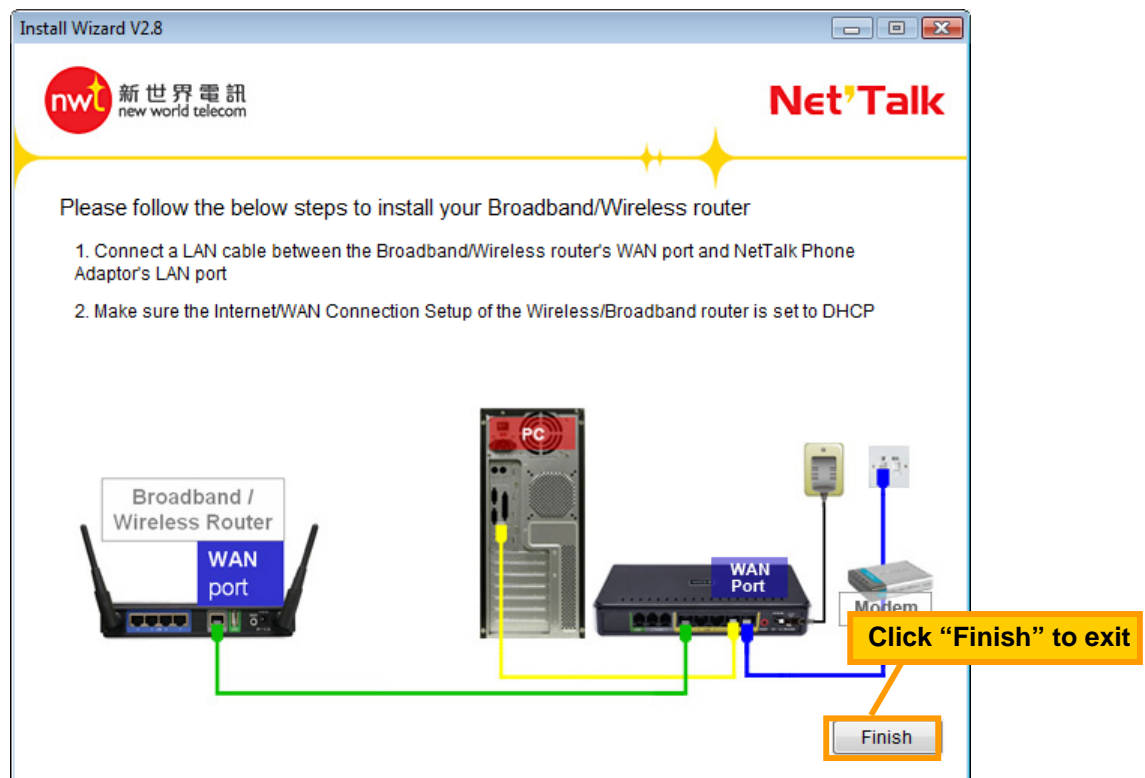 Install Wizard V2.8
nwt 新世界電訊
new world telecom
Net'Talk
Please follow the below steps to install your Broadband/Wireless router
1. Connect a LAN cable between the Broadband/Wireless router's WAN port and NetTalk Phone
Adaptor's LAN port
2. Make sure the Internet/WAN Connection Setup of the Wireless/Broadband router is set to DHCP
PC
Broadband /
Wireless Router
WAN
port
WAN
Port
Modem
Click “Finish” to exit
Finish